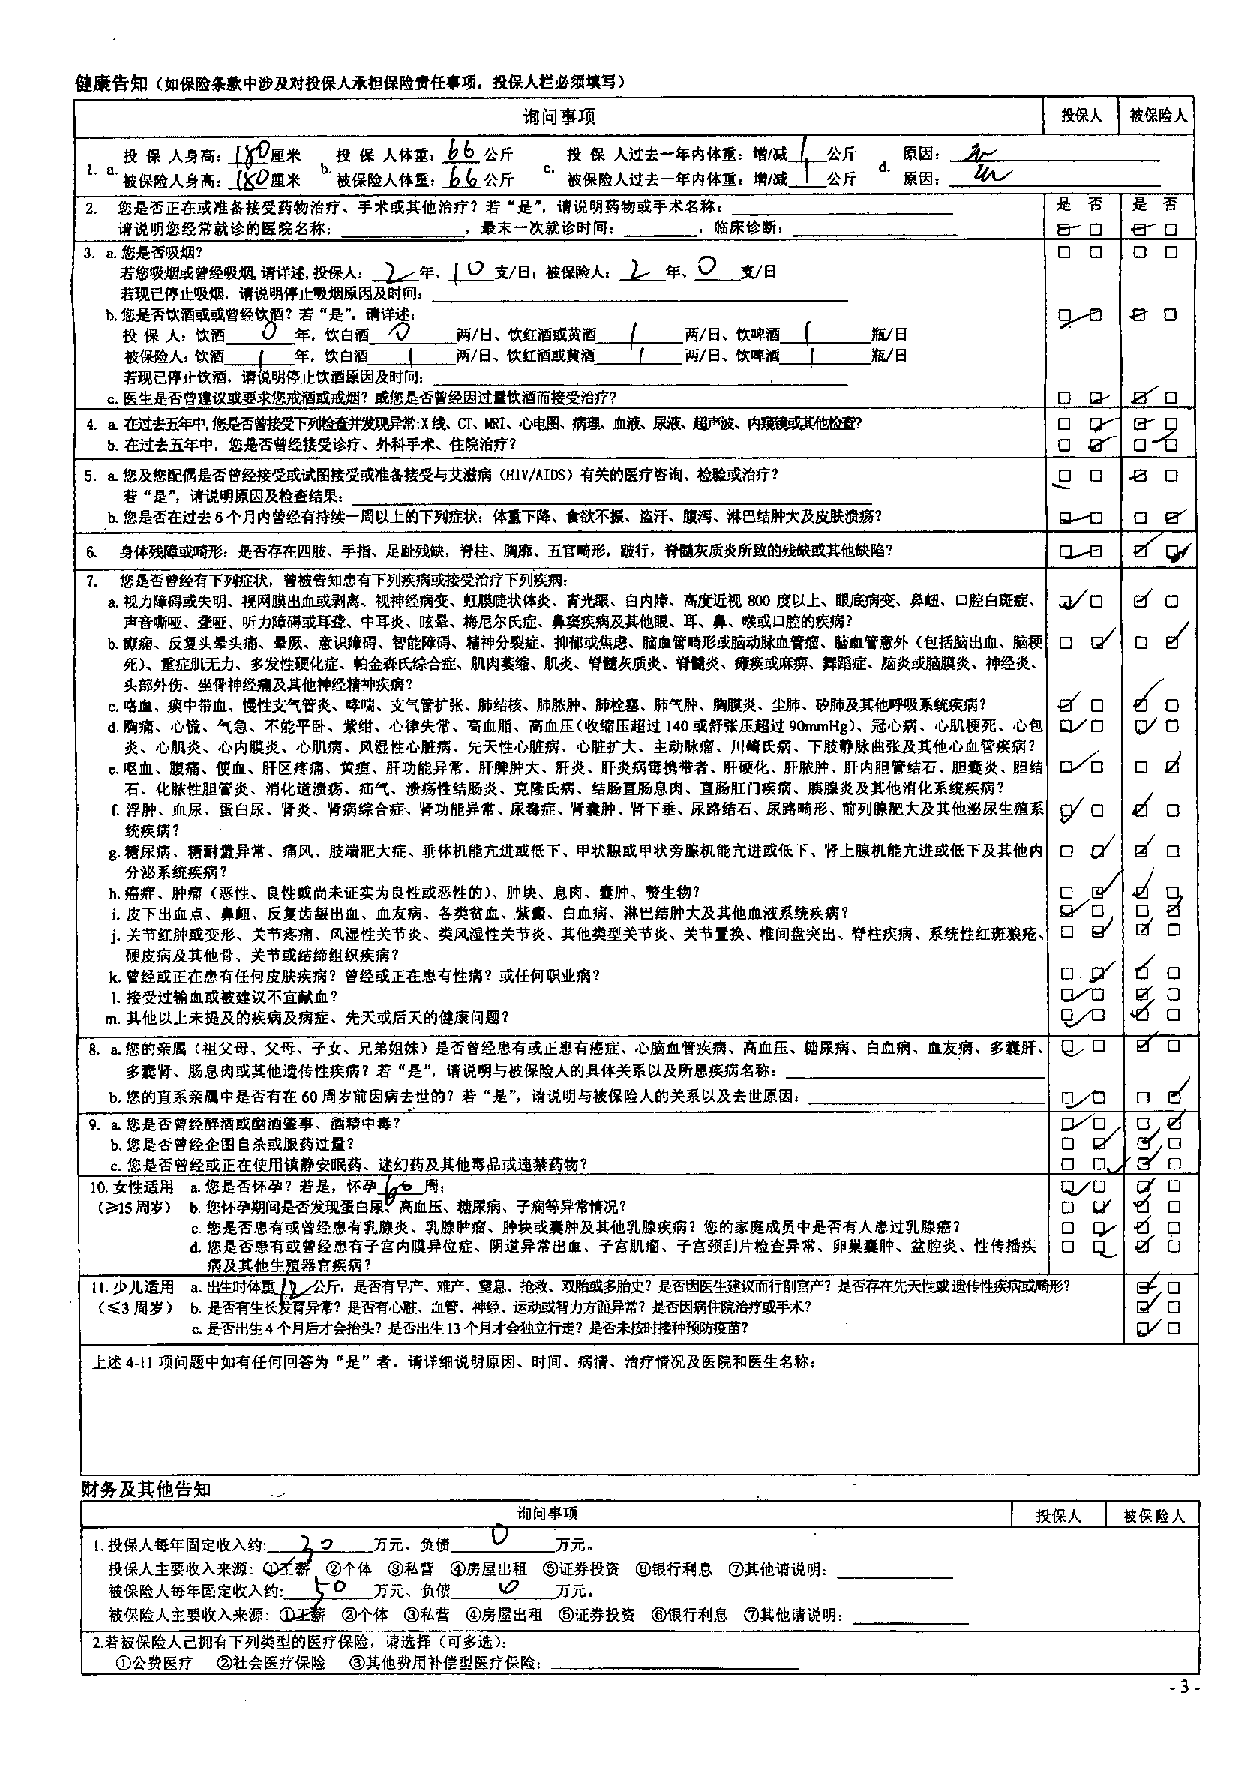 健康告知（如保险条款中涉及对投保人承担保险责任事项，投保人栏必须填写）
询问事项 投保人 被保险人
1. a. 投保人身高：180厘米 b. 投保人体重：66公斤 c. 投保人过去一年内体重：增/减1公斤 d. 原因：
被保险人身高：180厘米 被保险人体重：66公斤 被保险人过去一年内体重：增/减1公斤 原因：
2. 您是否正在或准备接受药物治疗、手术或其他治疗？若“是”，请说明药物或手术名称： 是 否 是 否
请说明您经常就诊的医院名称： ，最末一次就诊时间： ，临床诊断：
3. a.您是否吸烟？
若您吸烟或曾经吸烟，请详述，投保人：2年，10支/日；被保险人：2年、0支/日
若现已停止吸烟，请说明停止吸烟原因及时间：
b.您是否饮酒或或曾经饮酒？若“是”，请详述：
投保人：饮酒0年，饮白酒0两/日、饮红酒或黄酒1两/日、饮啤酒1瓶/日
被保险人：饮酒1年，饮白酒1两/日、饮红酒或黄酒1两/日、饮啤酒1瓶/日
若现已停止饮酒，请说明停止饮酒原因及时间：
c.医生是否曾建议或要求您戒酒或戒烟？或您是否曾经因过量饮酒而接受治疗？
4. a.在过去五年中，您是否曾接受下列检查并发现异常：X线、CT、MRI、心电图、病理、血液、尿液、超声波、内窥镜或其他检查？
b.在过去五年中，您是否曾经接受诊疗、外科手术、住院治疗？
5. a.您及您配偶是否曾经接受或试图接受或准备接受与艾滋病（HIV/AIDS）有关的医疗咨询、检验或治疗？
若“是”，请说明原因及检查结果：
b.您是否在过去6个月内曾经有持续一周以上的下列症状：体重下降、食欲不振、盗汗、腹泻、淋巴结肿大及皮肤溃疡？
6. 身体残障或畸形：是否存在四肢、手指、足趾残缺，脊柱、胸廓、五官畸形，跛行，脊髓灰质炎所致的残缺或其他缺陷？
7. 您是否曾经有下列症状，曾被告知患有下列疾病或接受治疗下列疾病：
a.视力障碍或失明、视网膜出血或剥离、视神经病变、虹膜睫状体炎、青光眼、白内障、高度近视800度以上、眼底病变、鼻衄、口腔白斑症、
声音嘶哑、聋哑、听力障碍或耳聋、中耳炎、眩晕、梅尼尔氏症、鼻窦疾病及其他眼、耳、鼻、喉或口腔的疾病？
b.癫痫、反复头晕头痛、晕厥、意识障碍、智能障碍、精神分裂症、抑郁或焦虑、脑血管畸形或脑动脉血管瘤、脑血管意外（包括脑出血、脑梗
死）、重症肌无力、多发性硬化症、帕金森氏综合症、肌肉萎缩、肌炎、脊髓灰质炎、脊髓炎、瘫痪或麻痹、舞蹈症、脑炎或脑膜炎、神经炎、
头部外伤、坐骨神经痛及其他神经精神疾病？
c.咯血、痰中带血、慢性支气管炎、哮喘、支气管扩张、肺结核、肺脓肿、肺栓塞、肺气肿、胸膜炎、尘肺、矽肺及其他呼吸系统疾病？
d.胸痛、心慌、气急、不能平卧、紫绀、心律失常、高血脂、高血压（收缩压超过140或舒张压超过90mmHg）、冠心病、心肌梗死、心包
炎、心肌炎、心内膜炎、心肌病、风湿性心脏病、先天性心脏病、心脏扩大、主动脉瘤、川崎氏病、下肢静脉曲张及其他心血管疾病？
e.呕血、腹痛、便血、肝区疼痛、黄疸、肝功能异常、肝脾肿大、肝炎、肝炎病毒携带者、肝硬化、肝脓肿、肝内胆管结石、胆囊炎、胆结
石、化脓性胆管炎、消化道溃疡、疝气、溃疡性结肠炎、克隆氏病、结肠直肠息肉、直肠肛门疾病、胰腺炎及其他消化系统疾病？
f.浮肿、血尿、蛋白尿、肾炎、肾病综合症、肾功能异常、尿毒症、肾囊肿、肾下垂、尿路结石、尿路畸形、前列腺肥大及其他泌尿生殖系
统疾病？
g.糖尿病、糖耐量异常、痛风、肢端肥大症、垂体机能亢进或低下、甲状腺或甲状旁腺机能亢进或低下、肾上腺机能亢进或低下及其他内
分泌系统疾病？
h.癌症、肿瘤（恶性、良性或尚未证实为良性或恶性的）、肿块、息肉、囊肿、赘生物？
i.皮下出血点、鼻衄、反复齿龈出血、血友病、各类贫血、紫癜、白血病、淋巴结肿大及其他血液系统疾病？
j.关节红肿或变形、关节疼痛、风湿性关节炎、类风湿性关节炎、其他类型关节炎、关节置换、椎间盘突出、脊柱疾病、系统性红斑狼疮、
硬皮病及其他骨、关节或结缔组织疾病？
k.曾经或正在患有任何皮肤疾病？曾经或正在患有性病？或任何职业病？
l.接受过输血或被建议不宜献血？
m.其他以上未提及的疾病及病症、先天或后天的健康问题？
8. a.您的亲属（祖父母、父母、子女、兄弟姐妹）是否曾经患有或正患有癌症、心脑血管疾病、高血压、糖尿病、白血病、血友病、多囊肝、
多囊肾、肠息肉或其他遗传性疾病？若“是”，请说明与被保险人的具体关系以及所患疾病名称：
b.您的直系亲属中是否有在60周岁前因病去世的？若“是”，请说明与被保险人的关系以及去世原因：
9. a.您是否曾经醉酒或酗酒肇事、酒精中毒？
b.您是否曾经企图自杀或服药过量？
c.您是否曾经或正在使用镇静安眠药、迷幻药及其他毒品或违禁药物？
10.女性适用 a.您是否怀孕？若是，怀孕60周；
（≥15周岁） b.您怀孕期间是否发现蛋白尿、高血压、糖尿病、子痫等异常情况？
c.您是否患有或曾经患有乳腺炎、乳腺肿瘤、肿块或囊肿及其他乳腺疾病？您的家庭成员中是否有人患过乳腺癌？
d.您是否患有或曾经患有子宫内膜异位症、阴道异常出血、子宫肌瘤、子宫颈刮片检查异常、卵巢囊肿、盆腔炎、性传播疾
病及其他生殖器官疾病？
11.少儿适用 a.出生时体重12公斤，是否有早产、难产、窒息、抢救、双胎或多胎史？是否因医生建议而行剖宫产？是否存在先天性或遗传性疾病或畸形？
（≤3周岁） b.是否有生长发育异常？是否有心脏、血管、神经、运动或智力方面异常？是否因病住院治疗或手术？
c.是否出生4个月后才会抬头？是否出生13个月才会独立行走？是否未按时接种预防疫苗？
上述4-11项问题中如有任何回答为“是”者，请详细说明原因、时间、病情、治疗情况及医院和医生名称：
财务及其他告知
询问事项 投保人 被保险人
1.投保人每年固定收入约：30万元，负债0万元。
投保人主要收入来源：①工薪 ②个体 ③私营 ④房屋出租 ⑤证券投资 ⑥银行利息 ⑦其他请说明：
被保险人每年固定收入约：50万元、负债0万元。
被保险人主要收入来源：①工薪 ②个体 ③私营 ④房屋出租 ⑤证券投资 ⑥银行利息 ⑦其他请说明：
2.若被保险人已拥有下列类型的医疗保险，请选择（可多选）：
①公费医疗 ②社会医疗保险 ③其他费用补偿型医疗保险：
-3-